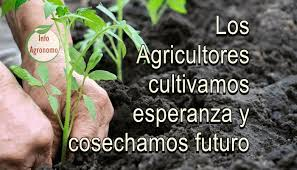 Info
Agronomo
Los
Agricultores
cultivamos
esperanza y
cosechamos futuro